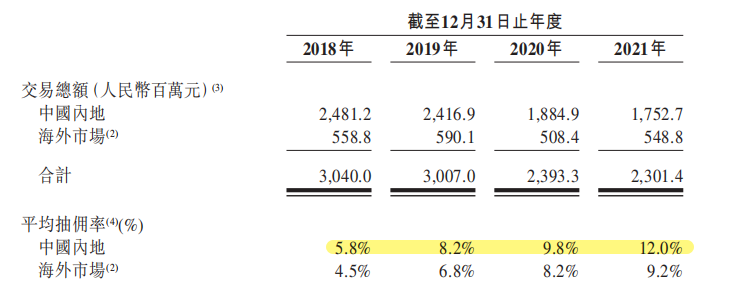 截至12月31日止年度
2018年 2019年 2020年 2021年
交易總額(人民幣百萬元)(3)
中國內地 2,481.2 2,416.9 1,884.9 1,752.7
海外市場(2) 558.8 590.1 508.4 548.8
合計 3,040.0 3,007.0 2,393.3 2,301.4
平均抽佣率(4)(%)
中國內地 5.8% 8.2% 9.8% 12.0%
海外市場(2) 4.5% 6.8% 8.2% 9.2%